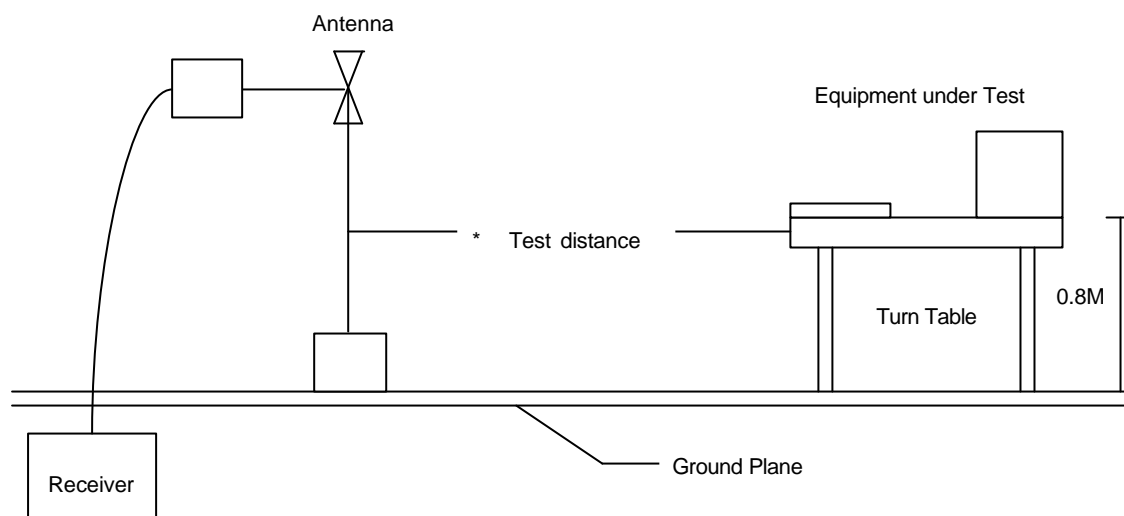 Antenna
Equipment under Test
* Test distance
0.8M
Turn Table
Ground Plane
Receiver